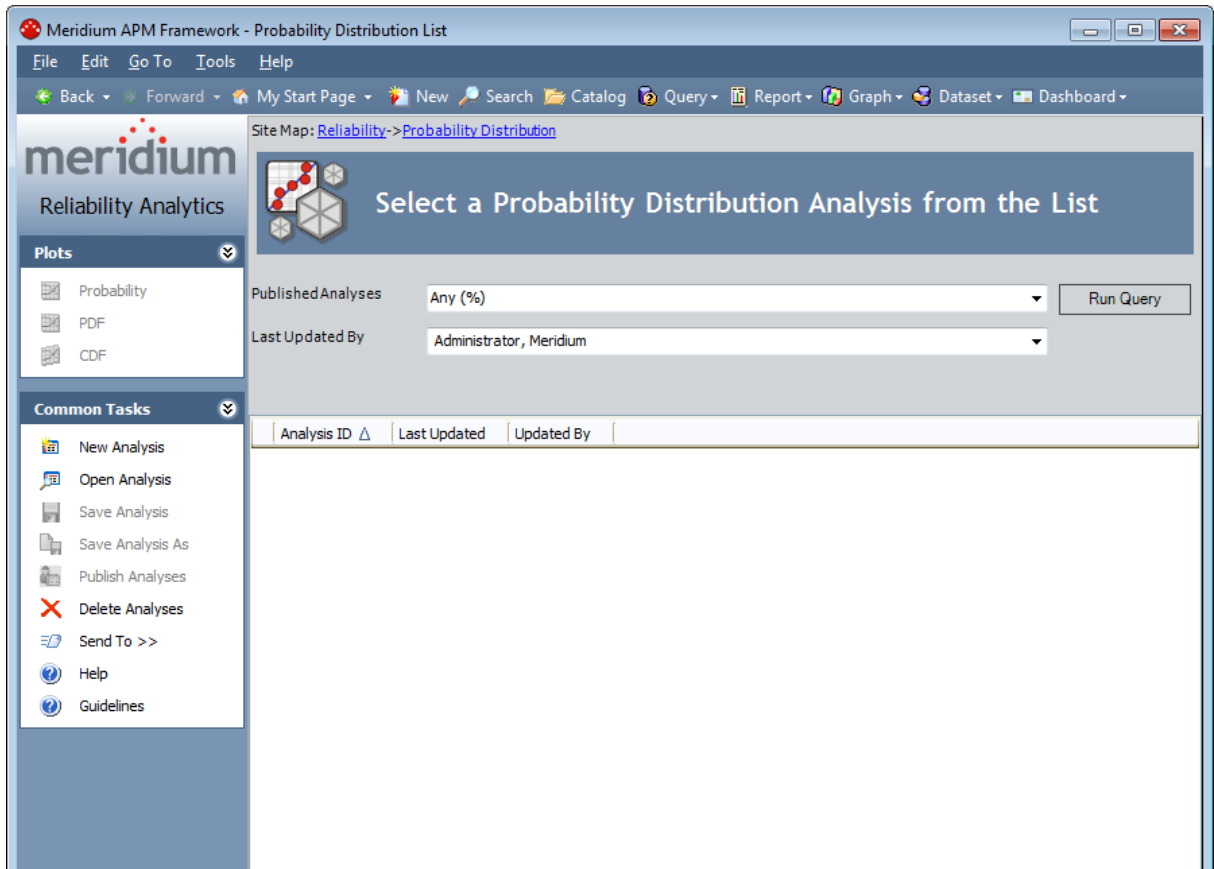 Meridium APM Framework - Probability Distribution List
File Edit Go To Tools Help
Back Forward My Start Page New Search Catalog Query Report Graph Dataset Dashboard
meridium
Reliability Analytics
Plots
Probability
PDF
CDF
Common Tasks
New Analysis
Open Analysis
Save Analysis
Save Analysis As
Publish Analyses
Delete Analyses
Send To >>
Help
Guidelines
Site Map: Reliability->Probability Distribution
Select a Probability Distribution Analysis from the List
Published Analyses Any (%) Run Query
Last Updated By Administrator, Meridium
Analysis ID Last Updated Updated By